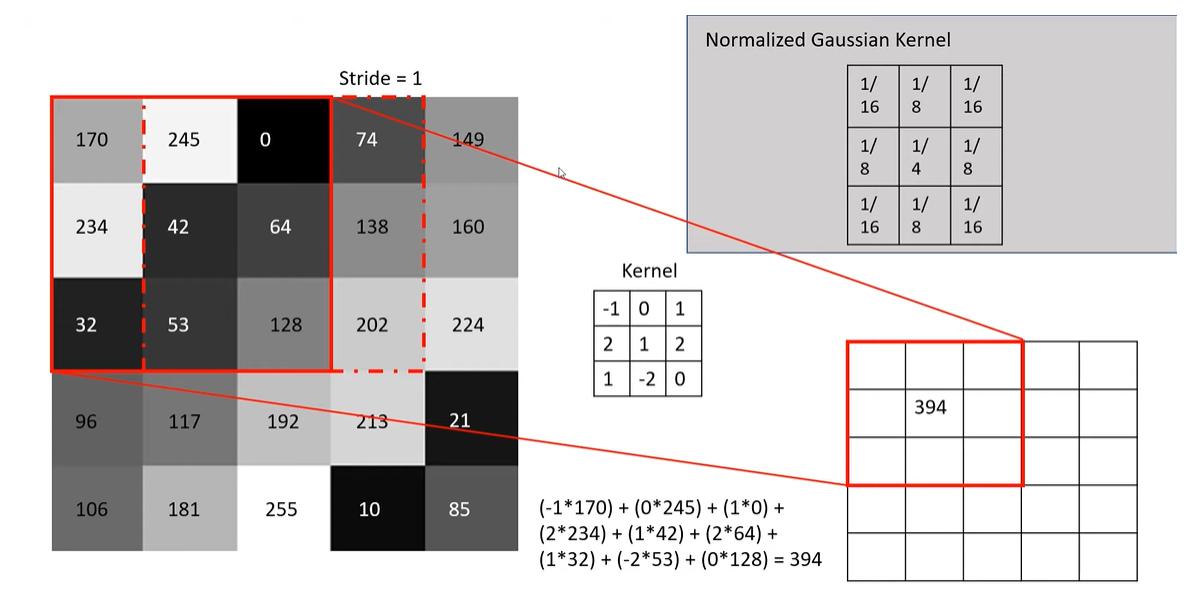 Normalized Gaussian Kernel
1/ 1/ 1/
16 8 16
1/ 1/ 1/
8 4 8
1/ 1/ 1/
16 8 16
Stride = 1
170 245 0 74 149
234 42 64 138 160
32 53 128 202 224
96 117 192 213 21
106 181 255 10 85
Kernel
-1 0 1
2 1 2
1 -2 0
394
(-1*170) + (0*245) + (1*0) +
(2*234) + (1*42) + (2*64) +
(1*32) + (-2*53) + (0*128) = 394